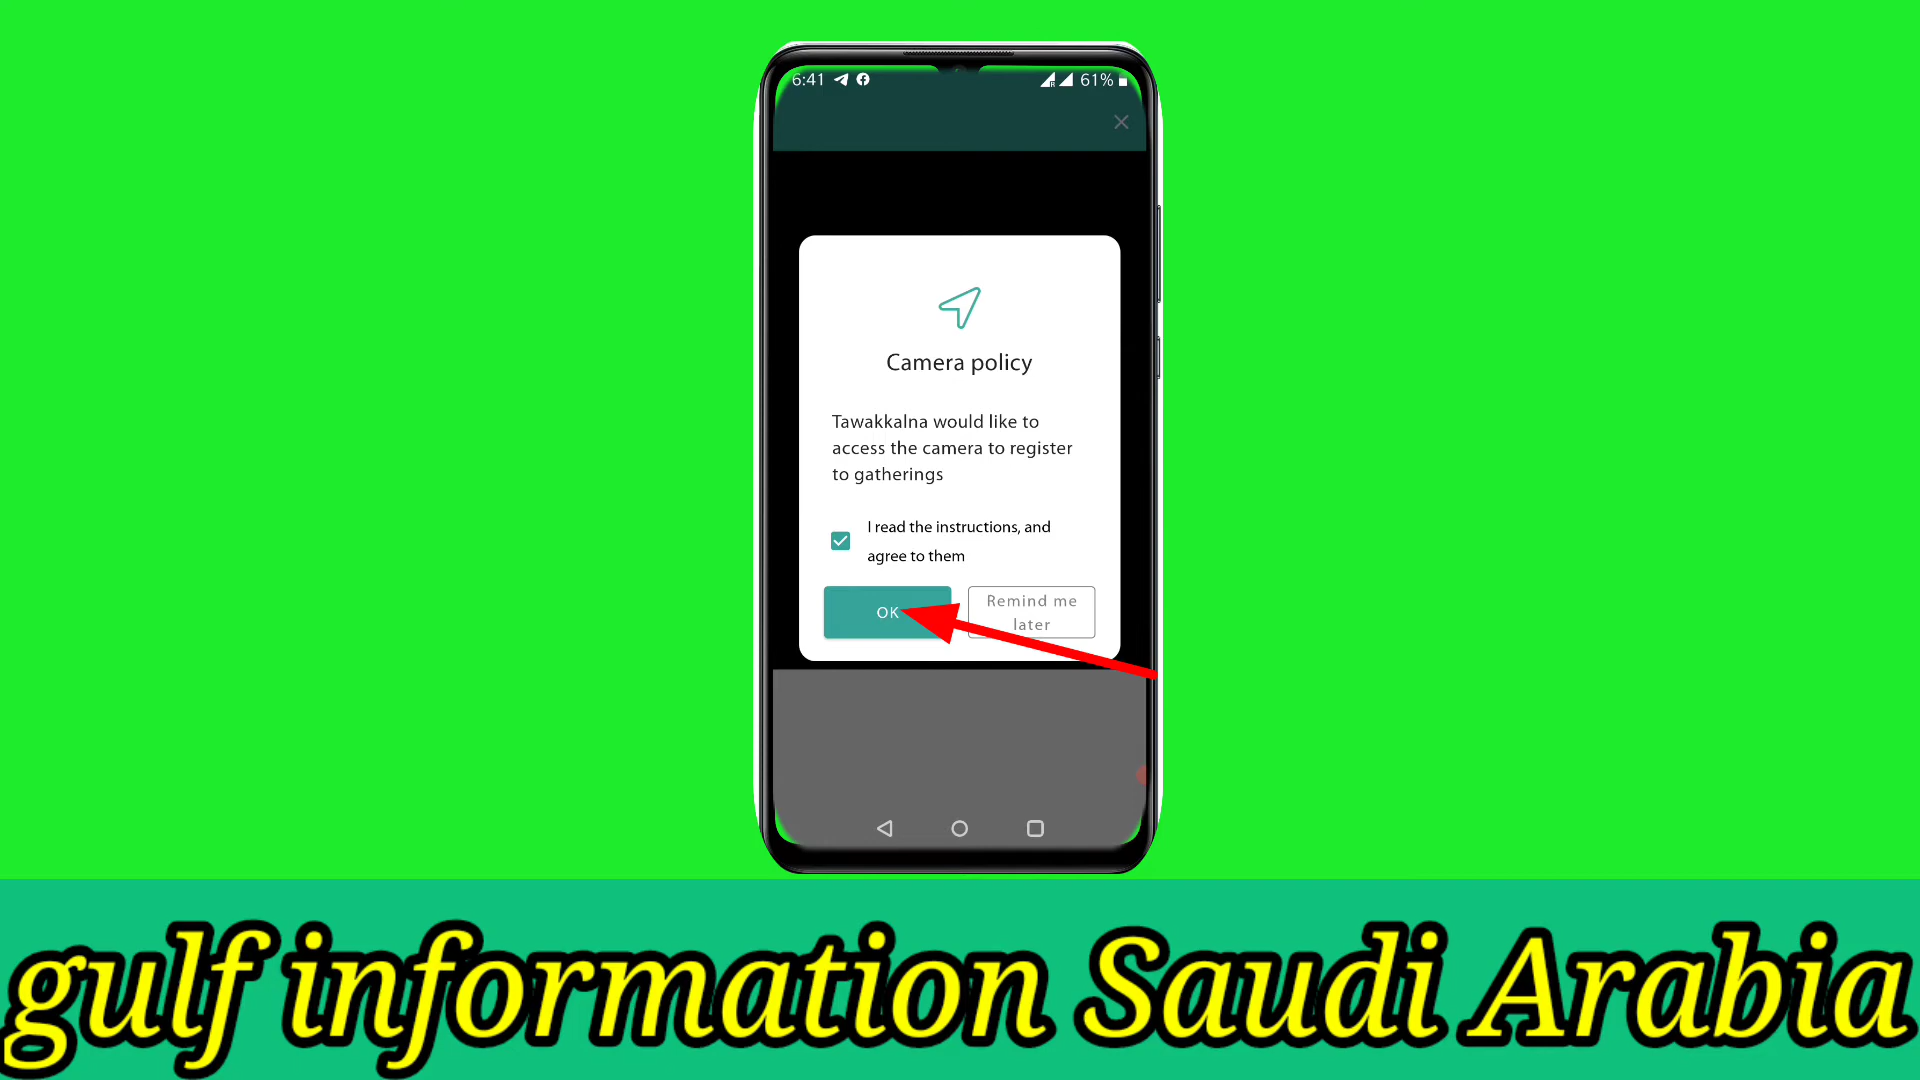 6:41
61%
Camera policy
Tawakkalna would like to
access the camera to register
to gatherings
I read the instructions, and
agree to them
OK
Remind me
later
gulf information Saudi Arabia